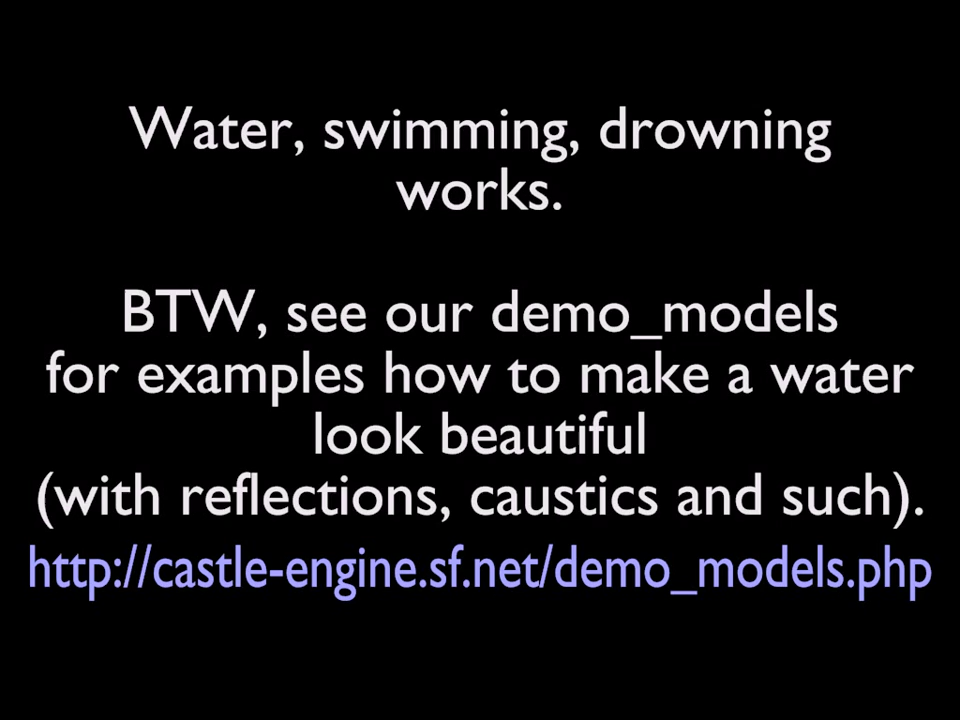 Water, swimming, drowning
works.
BTW, see our demo_models
for examples how to make a water
look beautiful
(with reflections, caustics and such).
http://castle-engine.sf.net/demo_models.php